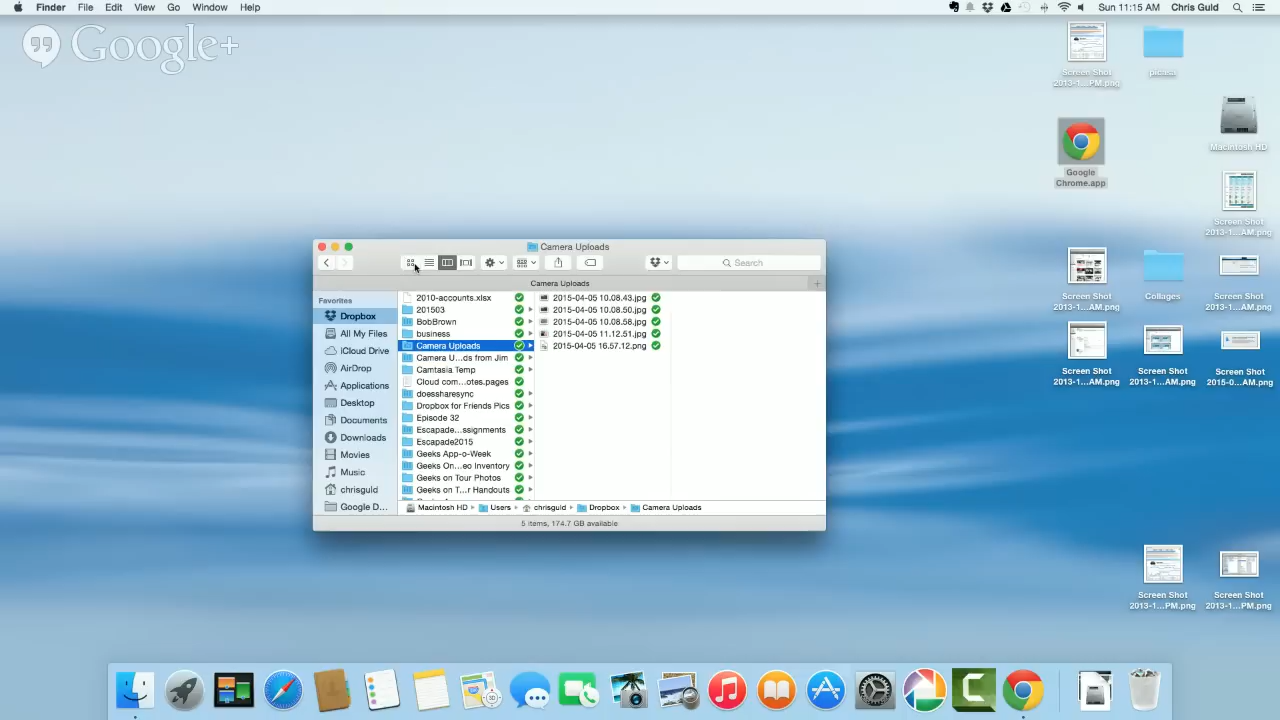 Finder File Edit View Go Window Help
Sun 11:15 AM Chris Guld
Google+
Screen Shot
2013-1...PM.png
picasa
Google
Chrome.app
Macintosh HD
Screen Shot
2013-1...AM.png
Screen Shot
2013-1...AM.png
Collages
Screen Shot
2013-1...AM.png
Screen Shot
2013-1...AM.png
Screen Shot
2013-1...AM.png
Screen Shot
2015-0...AM.png
Screen Shot
2013-1...PM.png
Screen Shot
2013-1...PM.png
Camera Uploads
Search
Camera Uploads
Favorites
Dropbox
All My Files
iCloud Drive
AirDrop
Applications
Desktop
Documents
Downloads
Movies
Music
chrisguld
Google D...
2010-accounts.xlsx
201503
BobBrown
business
Camera Uploads
Camera U...ds from Jim
Camtasia Temp
Cloud com...otes.pages
doessharesync
Dropbox for Friends Pics
Episode 32
Escapade...ssignments
Escapade2015
Geeks App-o-Week
Geeks On...eo Inventory
Geeks on Tour Photos
Geeks on T...r Handouts
2015-04-05 10.08.43.jpg
2015-04-05 10.08.50.jpg
2015-04-05 10.08.58.jpg
2015-04-05 11.12.51.jpg
2015-04-05 16.57.12.png
Macintosh HD Users chrisguld Dropbox Camera Uploads
5 items, 174.7 GB available
3D